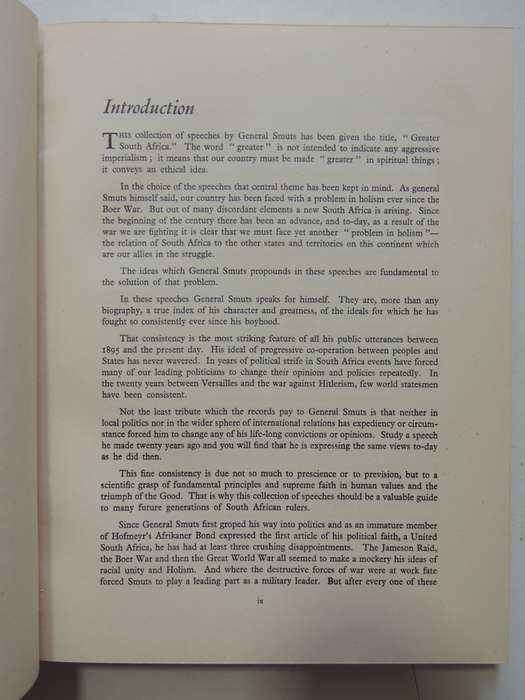 Introduction
THIS collection of speeches by General Smuts has been given the title, “ Greater
South Africa.” The word “ greater ” is not intended to indicate any aggressive
imperialism ; it means that our country must be made “ greater ” in spiritual things ;
it conveys an ethical idea.
In the choice of the speeches that central theme has been kept in mind. As general
Smuts himself said, our country has been faced with a problem in holism ever since the
Boer War. But out of many discordant elements a new South Africa is arising. Since
the beginning of the century there has been an advance, and to-day, as a result of the
war we are fighting it is clear that we must face yet another “ problem in holism ”—
the relation of South Africa to the other states and territories on this continent which
are our allies in the struggle.
The ideas which General Smuts propounds in these speeches are fundamental to
the solution of that problem.
In these speeches General Smuts speaks for himself. They are, more than any
biography, a true index of his character and greatness, of the ideals for which he has
fought so consistently ever since his boyhood.
That consistency is the most striking feature of all his public utterances between
1895 and the present day. His ideal of progressive co-operation between peoples and
States has never wavered. In years of political strife in South Africa events have forced
many of our leading politicians to change their opinions and policies repeatedly. In
the twenty years between Versailles and the war against Hitlerism, few world statesmen
have been consistent.
Not the least tribute which the records pay to General Smuts is that neither in
local politics nor in the wider sphere of international relations has expediency or circum-
stance forced him to change any of his life-long convictions or opinions. Study a speech
he made twenty years ago and you will find that he is expressing the same views to-day
as he did then.
This fine consistency is due not so much to prescience or to prevision, but to a
scientific grasp of fundamental principles and supreme faith in human values and the
triumph of the Good. That is why this collection of speeches should be a valuable guide
to many future generations of South African rulers.
Since General Smuts first groped his way into politics and as an immature member
of Hofmeyr's Afrikaner Bond expressed the first article of his political faith, a United
South Africa, he has had at least three crushing disappointments. The Jameson Raid,
the Boer War and then the Great World War all seemed to make a mockery his ideas of
racial unity and Holism. And where the destructive forces of war were at work fate
forced Smuts to play a leading part as a military leader. But after every one of these
ix